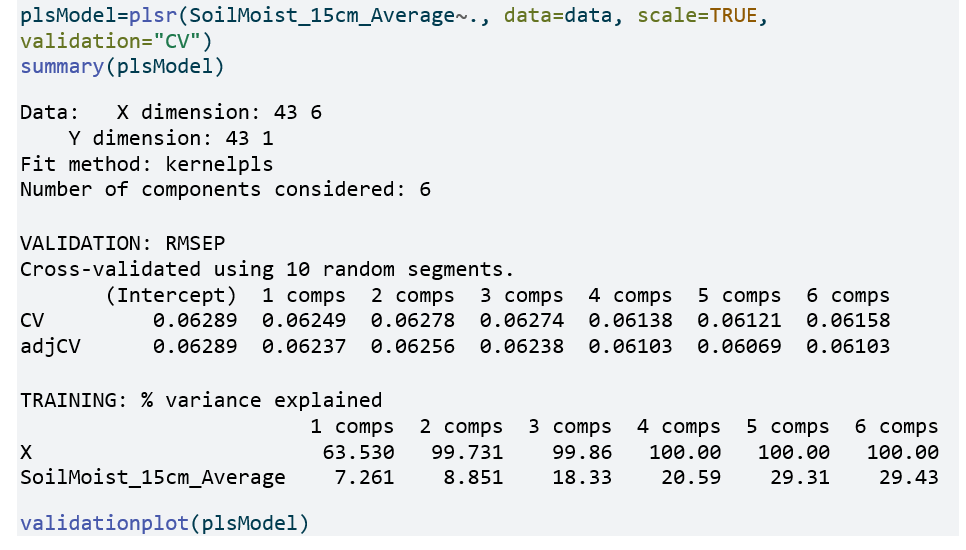 plsModel=plsr(SoilMoist_15cm_Average~., data=data, scale=TRUE,
validation="CV")
summary(plsModel)
Data:   X dimension: 43 6
    Y dimension: 43 1
Fit method: kernelpls
Number of components considered: 6
VALIDATION: RMSEP
Cross-validated using 10 random segments.
       (Intercept)  1 comps  2 comps  3 comps  4 comps  5 comps  6 comps
CV         0.06289  0.06249  0.06278  0.06274  0.06138  0.06121  0.06158
adjCV      0.06289  0.06237  0.06256  0.06238  0.06103  0.06069  0.06103
TRAINING: % variance explained
                        1 comps  2 comps  3 comps  4 comps  5 comps  6 comps
X                        63.530   99.731    99.86   100.00   100.00   100.00
SoilMoist_15cm_Average    7.261    8.851    18.33    20.59    29.31    29.43
validationplot(plsModel)